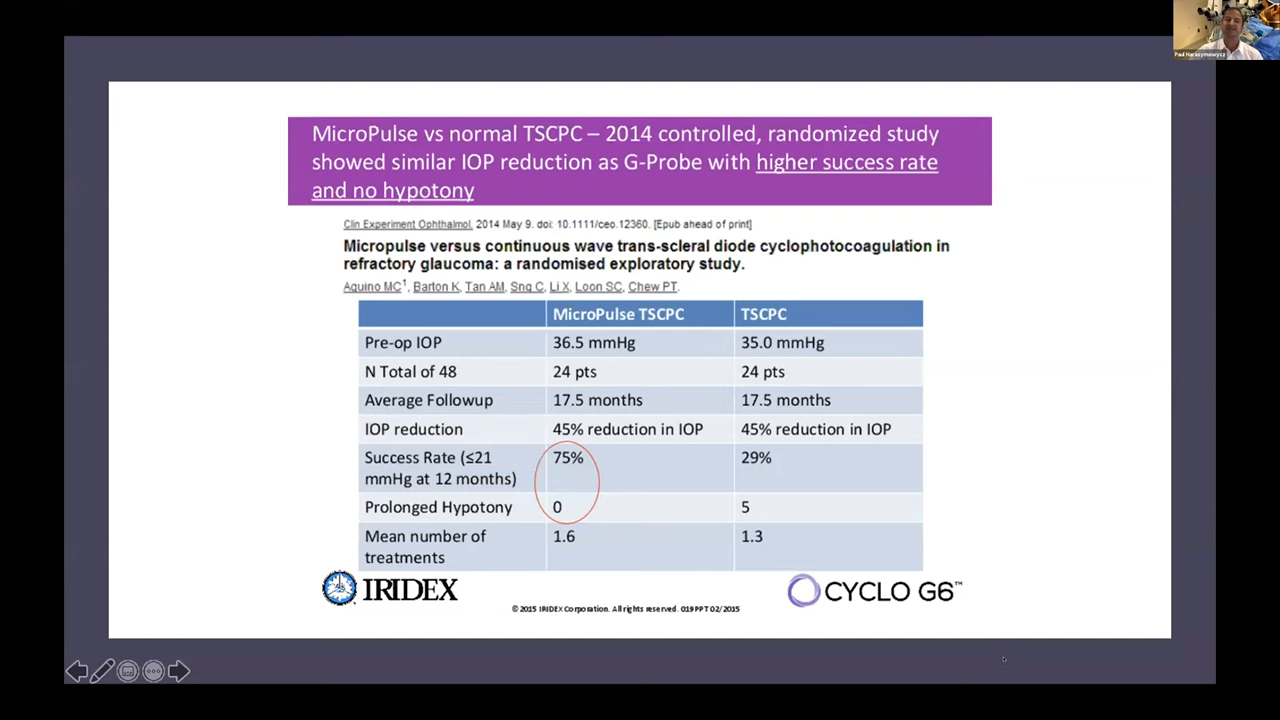 Paul Harasymowycz
MicroPulse vs normal TSCPC – 2014 controlled, randomized study
showed similar IOP reduction as G-Probe with higher success rate
and no hypotony
Clin Experiment Ophthalmol. 2014 May 9. doi: 10.1111/ceo.12360. [Epub ahead of print]
Micropulse versus continuous wave trans-scleral diode cyclophotocoagulation in
refractory glaucoma: a randomised exploratory study.
Aquino MC1, Barton K, Tan AM, Sng C, Li X, Loon SC, Chew PT.
MicroPulse TSCPC TSCPC
Pre-op IOP 36.5 mmHg 35.0 mmHg
N Total of 48 24 pts 24 pts
Average Followup 17.5 months 17.5 months
IOP reduction 45% reduction in IOP 45% reduction in IOP
Success Rate (≤21 75% 29%
mmHg at 12 months)
Prolonged Hypotony 0 5
Mean number of 1.6 1.3
treatments
IRIDEX CYCLO G6™
© 2015 IRIDEX Corporation. All rights reserved. 019PPT 02/2015